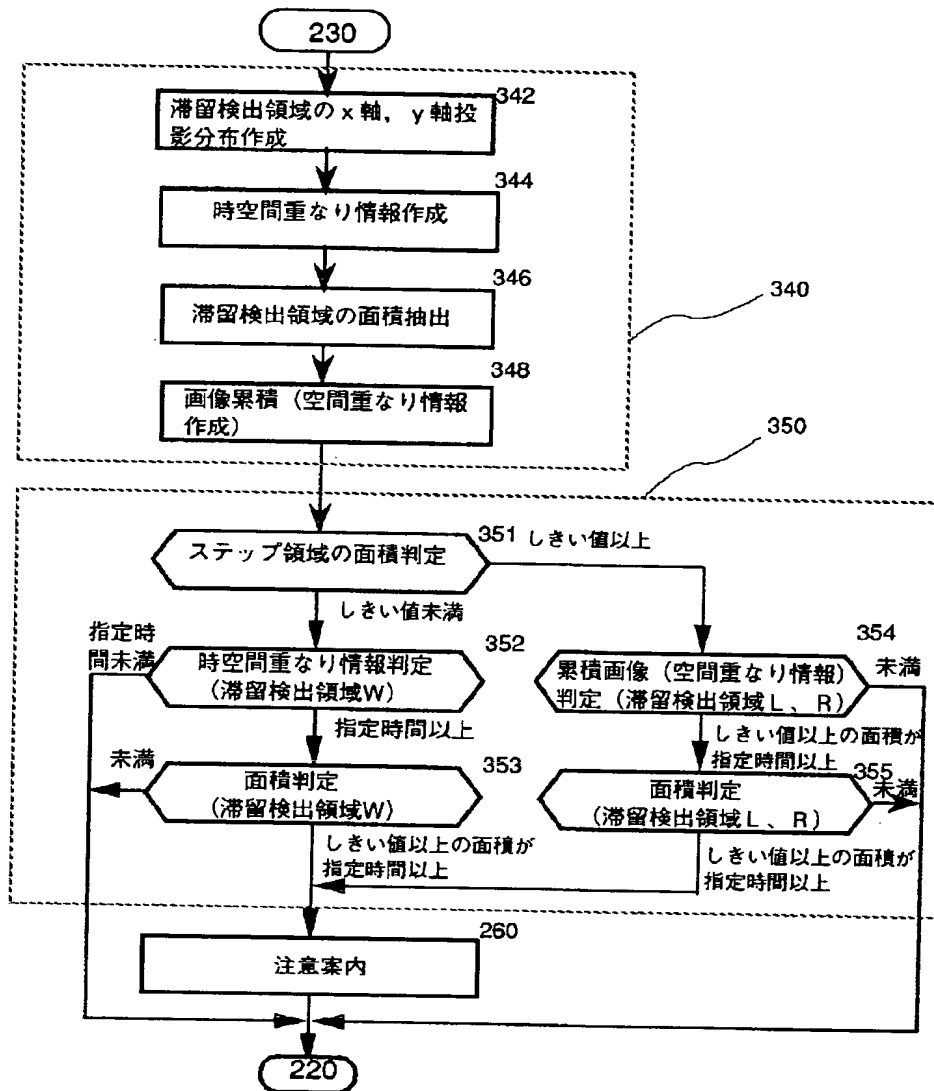 230
342
滞留検出領域のx軸，y軸投
影分布作成
344
時空間重なり情報作成
346
滞留検出領域の面積抽出
340
348
画像累積（空間重なり情報
作成）
350
351
ステップ領域の面積判定
しきい値以上
しきい値未満
指定時
間未満
352
時空間重なり情報判定
（滞留検出領域W）
354
累積画像（空間重なり情報）
判定（滞留検出領域L、R）
未満
指定時間以上
しきい値以上の面積が
指定時間以上
未満
353
面積判定
（滞留検出領域W）
355
面積判定
（滞留検出領域L、R）
未満
しきい値以上の面積が
指定時間以上
しきい値以上の面積が
指定時間以上
260
注意案内
220